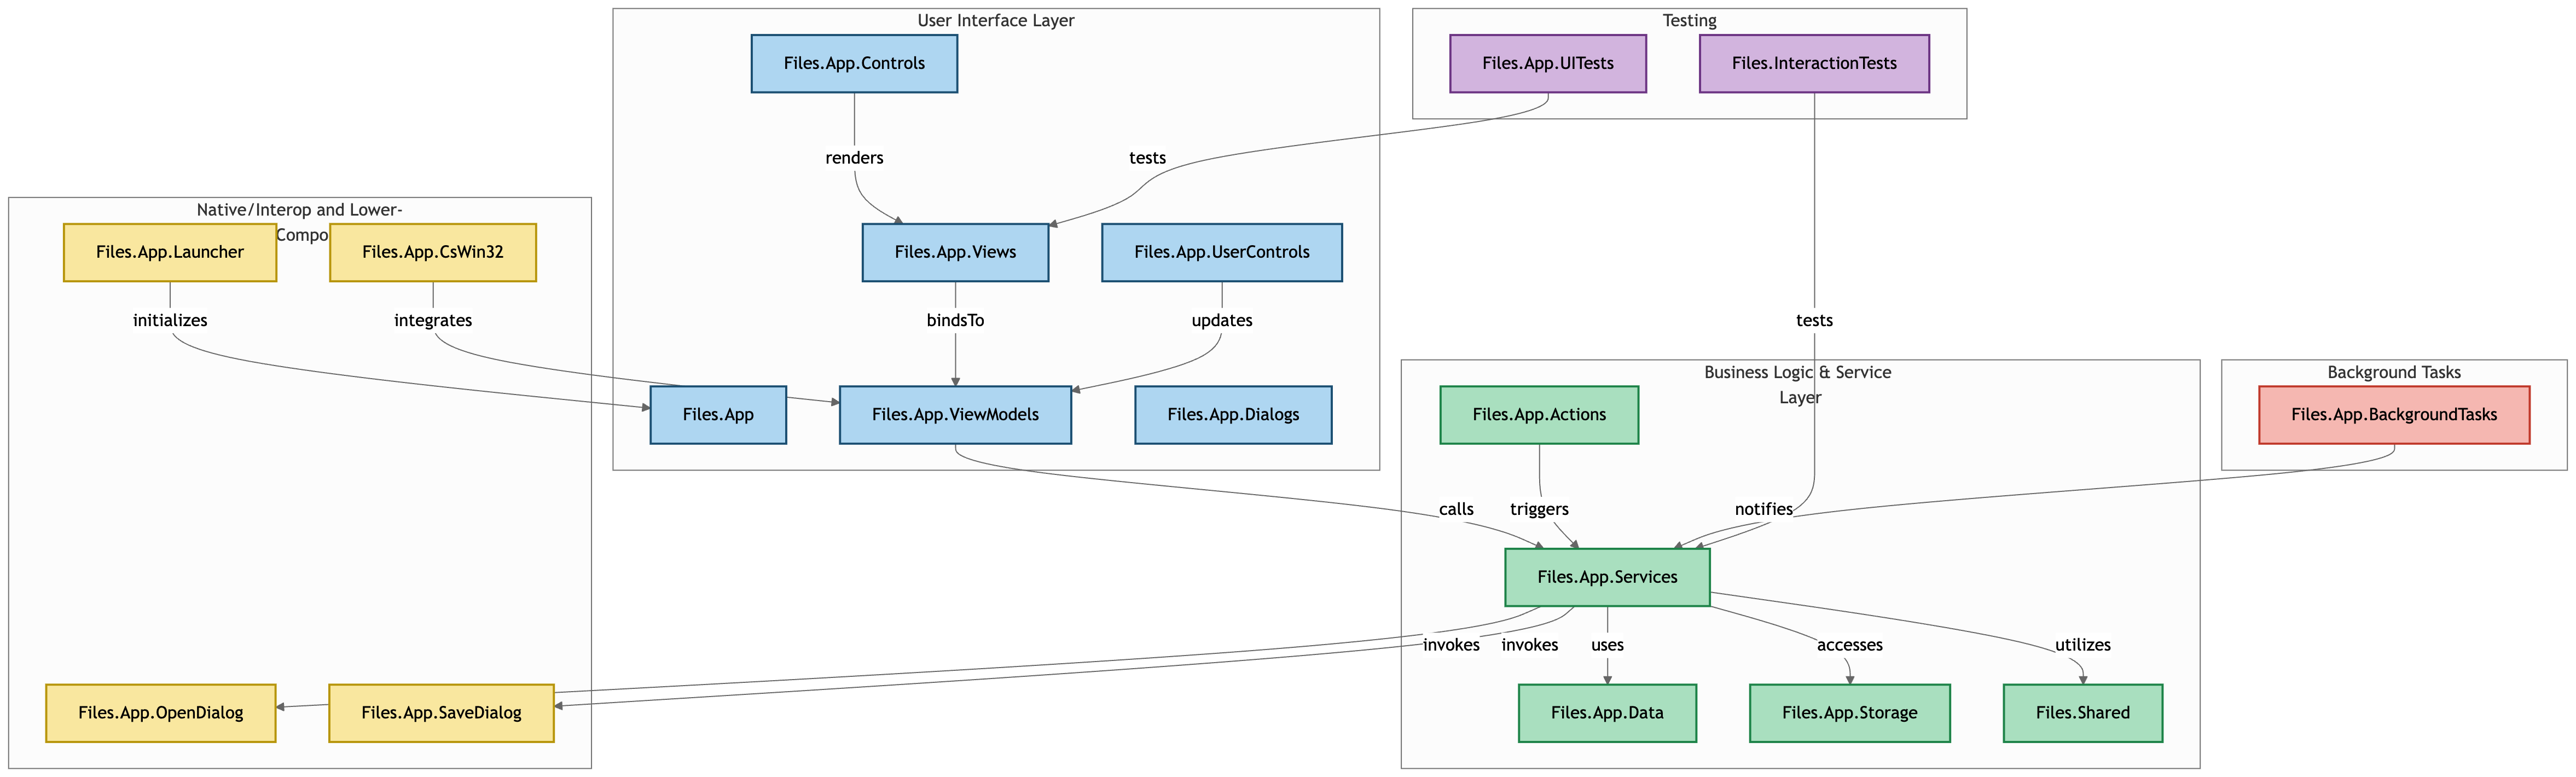 User Interface Layer
Testing
Files.App.Controls
Files.App.UITests
Files.InteractionTests
renders
tests
Native/Interop and Lower-
Compo
Files.App.Launcher
Files.App.CsWin32
Files.App.Views
Files.App.UserControls
initializes
integrates
bindsTo
updates
tests
Business Logic & Service
Layer
Background Tasks
Files.App
Files.App.ViewModels
Files.App.Dialogs
Files.App.Actions
Files.App.BackgroundTasks
calls
triggers
notifies
Files.App.Services
invokes
invokes
uses
accesses
utilizes
Files.App.OpenDialog
Files.App.SaveDialog
Files.App.Data
Files.App.Storage
Files.Shared